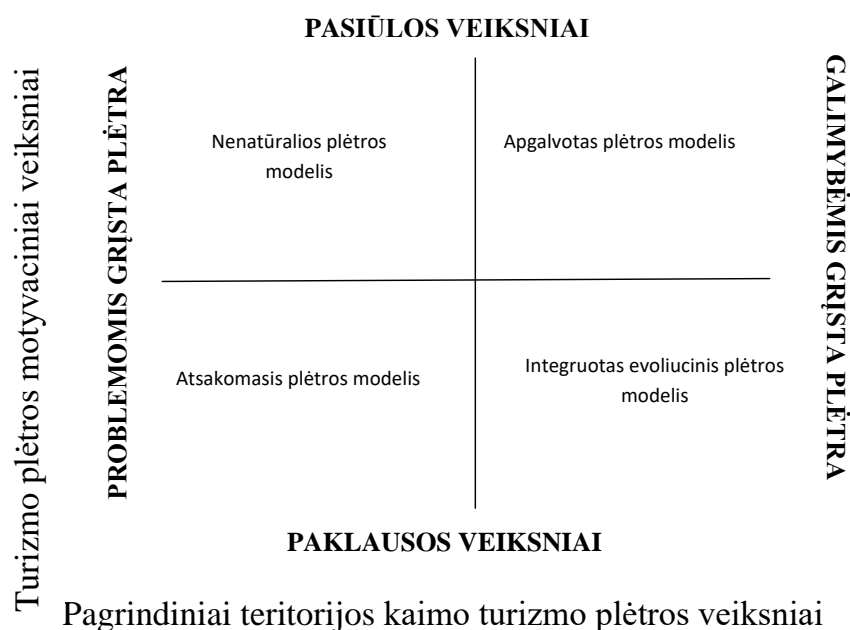 PASIŪLOS VEIKSNIAI
Turizmo plėtros motyvaciniai veiksniai
PROBLEMOMIS GRĮSTA PLĖTRA
Nenatūralios plėtros
modelis
Apgalvotas plėtros modelis
GALIMYBĖMIS GRĮSTA PLĖTRA
Atsakomasis plėtros modelis
Integruotas evoliucinis plėtros
modelis
PAKLAUSOS VEIKSNIAI
Pagrindiniai teritorijos kaimo turizmo plėtros veiksniai